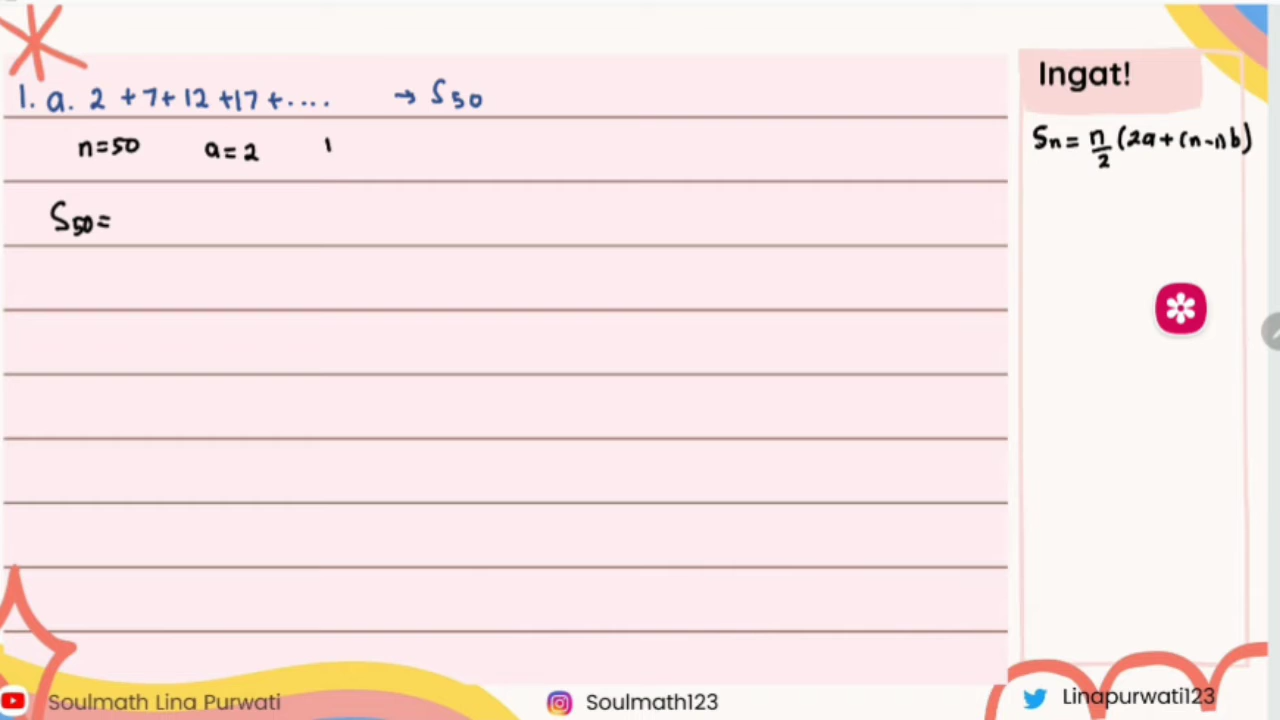 1. a. 2 + 7 + 12 + 17 + .... → S50
n = 50 a = 2
S50 =
Ingat!
Sn = n/2 (2a + (n-1)b)
Soulmath Lina Purwati
Soulmath123
Linapurwati123